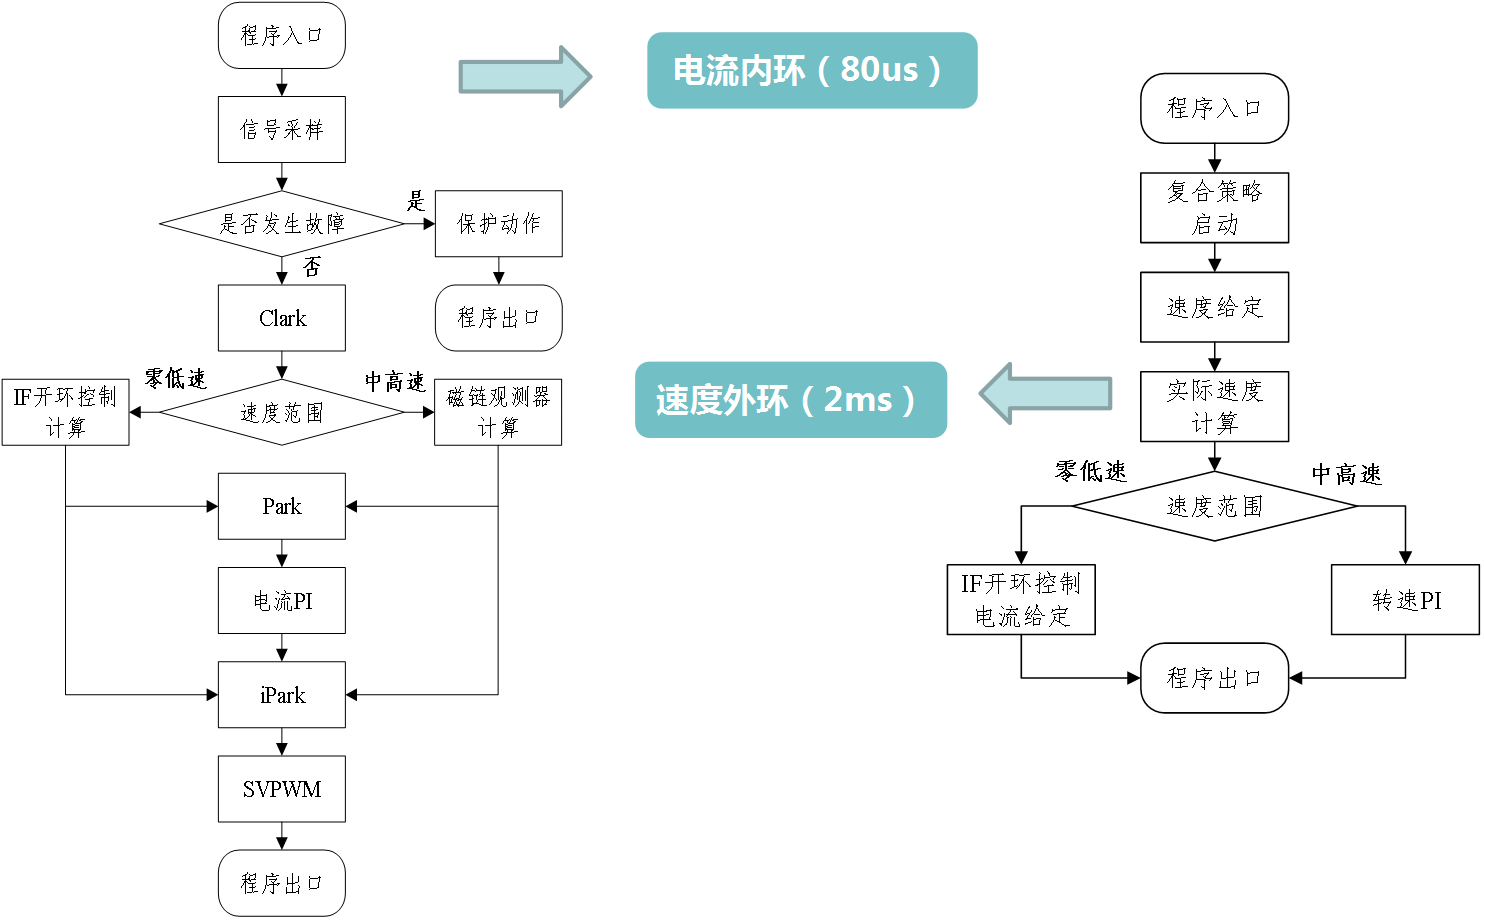 程序入口
信号采样
是否发生故障
是
保护动作
程序出口
否
Clark
零低速
速度范围
中高速
IF开环控制
计算
磁链观测器
计算
Park
电流PI
iPark
SVPWM
程序出口
电流内环（80us）
速度外环（2ms）
程序入口
复合策略
启动
速度给定
实际速度
计算
零低速
速度范围
中高速
IF开环控制
电流给定
转速PI
程序出口